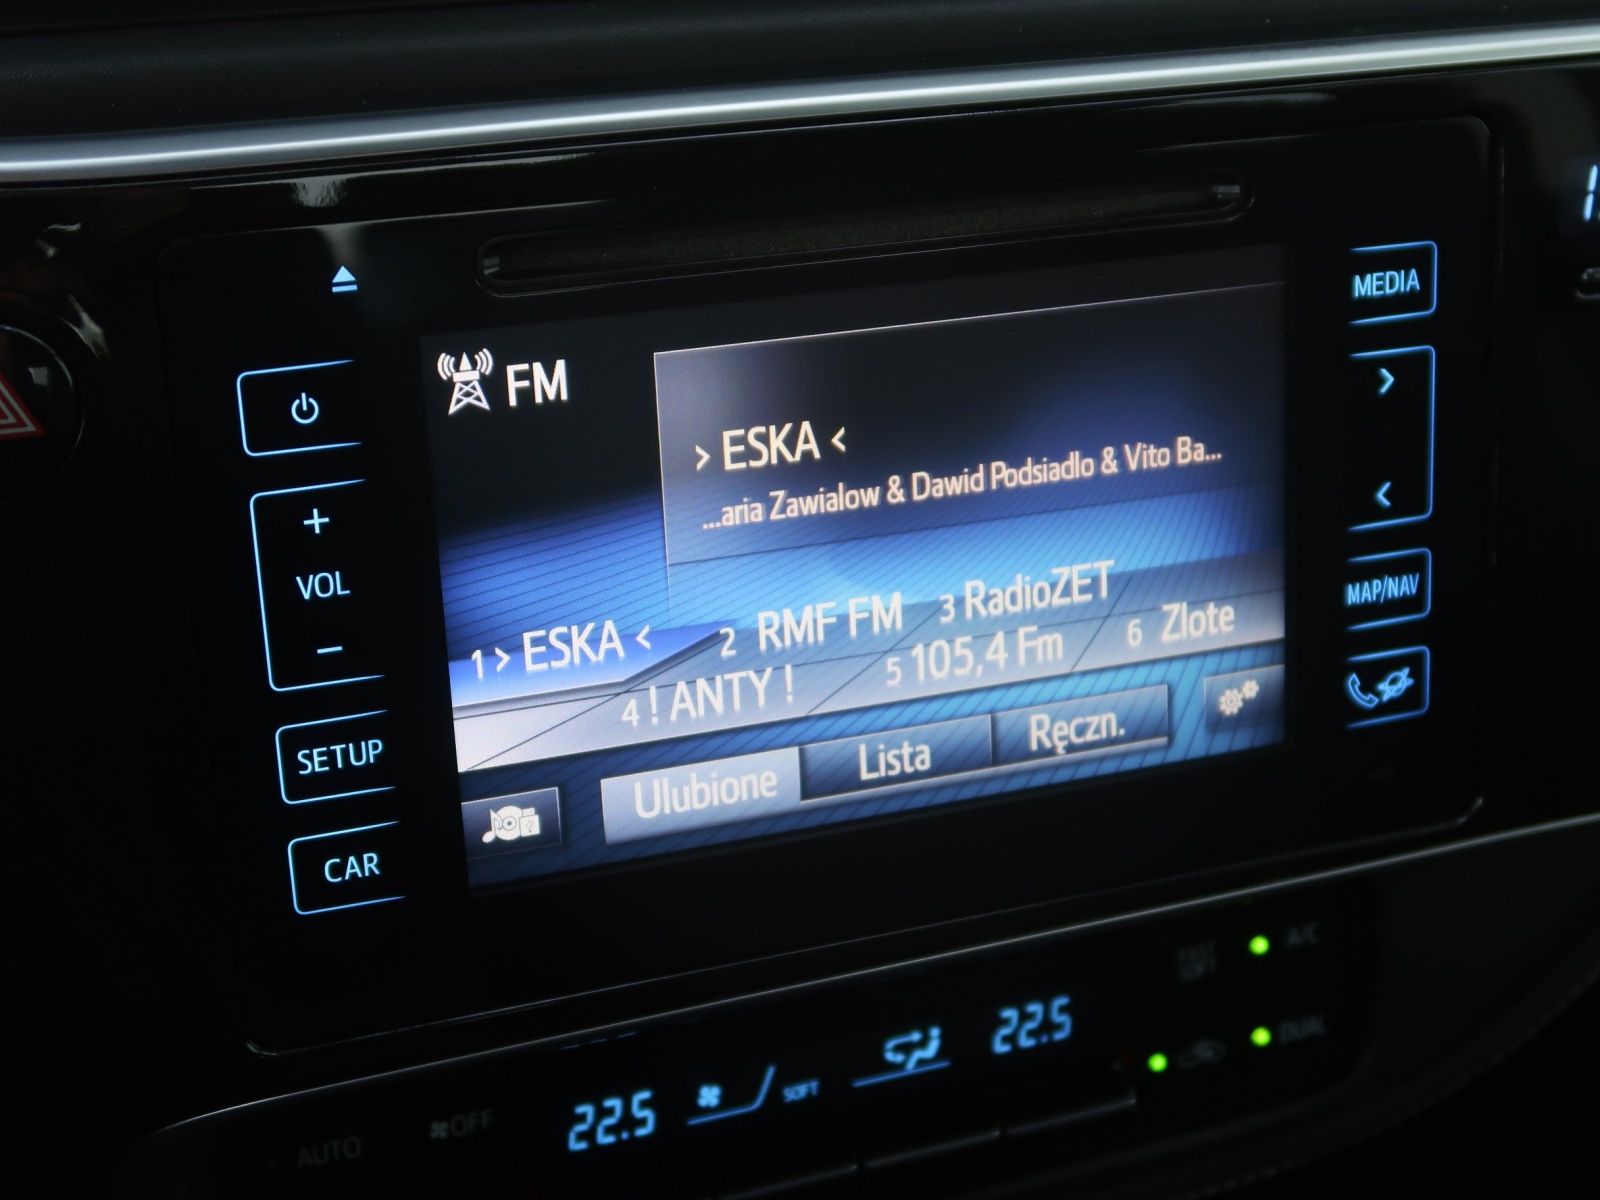 MEDIA
FM
> ESKA <
...aria Zawialow & Dawid Podsiadlo & Vito Ba...
+
VOL
−
MAP/NAV
1 > ESKA < 2 RMF FM 3 RadioZET
4 ! ANTY ! 5 105,4 Fm 6 Zlote
SETUP
Ulubione Lista Ręczn.
CAR
A/C
22.5 SOFT 22.5
DUAL
AUTO OFF